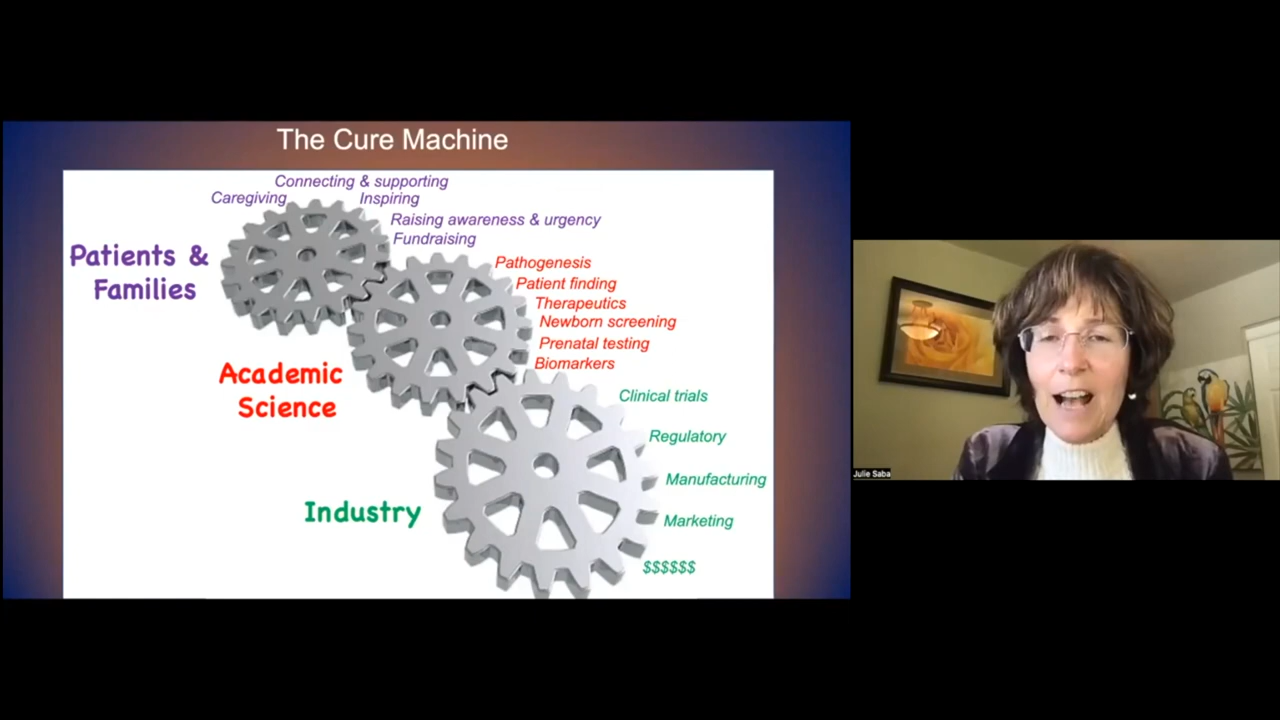 The Cure Machine
Connecting & supporting
Caregiving
Inspiring
Raising awareness & urgency
Fundraising
Patients &
Families
Pathogenesis
Patient finding
Therapeutics
Newborn screening
Prenatal testing
Biomarkers
Academic
Science
Clinical trials
Regulatory
Manufacturing
Marketing
$$$$$$
Industry
Julie Saba